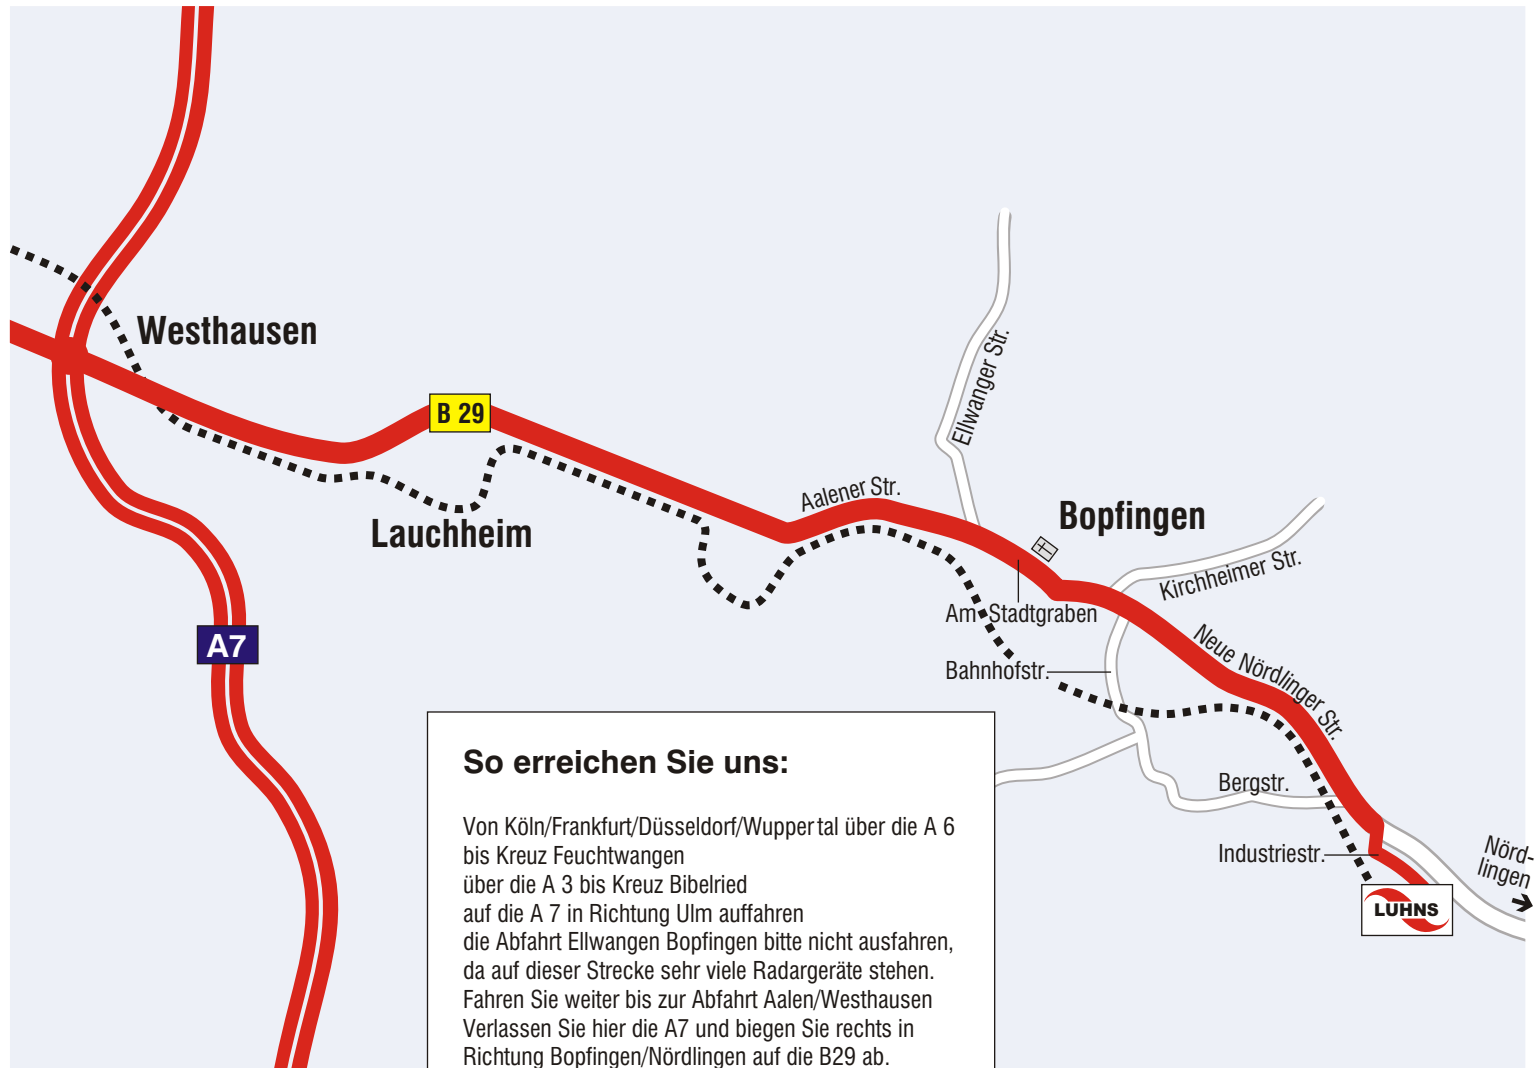 Westhausen
B 29
Lauchheim
A7
Ellwanger Str.
Aalener Str.
Bopfingen
Kirchheimer Str.
Am Stadtgraben
Bahnhofstr.
Neue Nördlinger Str.
Bergstr.
Industriestr.
Nörd-
lingen
LUHNS
So erreichen Sie uns:
Von Köln/Frankfurt/Düsseldorf/Wuppertal über die A 6
bis Kreuz Feuchtwangen
über die A 3 bis Kreuz Bibelried
auf die A 7 in Richtung Ulm auffahren
die Abfahrt Ellwangen Bopfingen bitte nicht ausfahren,
da auf dieser Strecke sehr viele Radargeräte stehen.
Fahren Sie weiter bis zur Abfahrt Aalen/Westhausen
Verlassen Sie hier die A7 und biegen Sie rechts in
Richtung Bopfingen/Nördlingen auf die B29 ab.